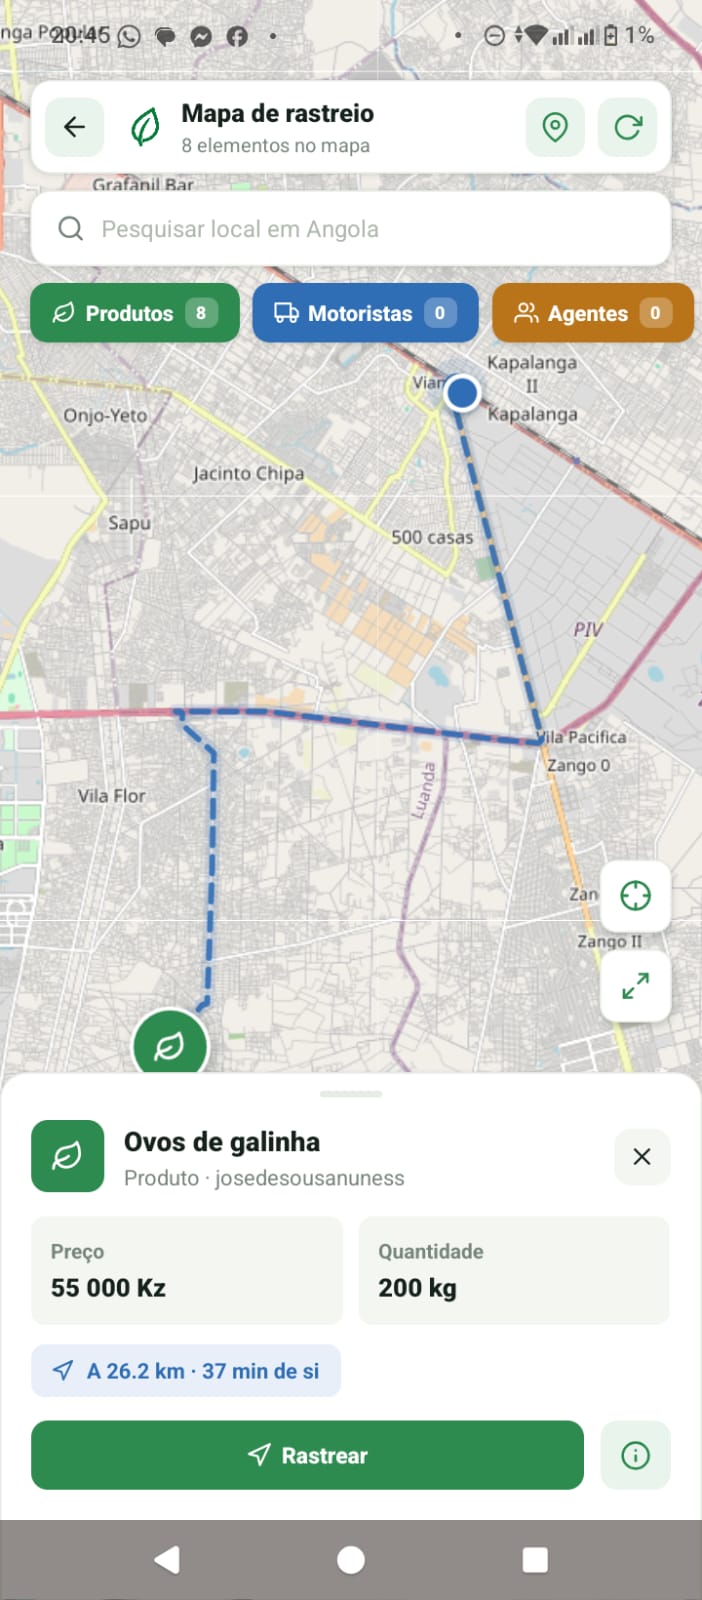 20:45
1%
Mapa de rastreio
8 elementos no mapa
Grafanil Bar
Pesquisar local em Angola
Produtos 8
Motoristas 0
Agentes 0
Kapalanga
II
Kapalanga
Onjo-Yeto
Jacinto Chipa
Sapu
500 casas
PIV
Vila Pacifica
Zango 0
Vila Flor
Luanda
Zango II
Ovos de galinha
Produto · josedesousanuness
Preço
55 000 Kz
Quantidade
200 kg
A 26.2 km · 37 min de si
Rastrear